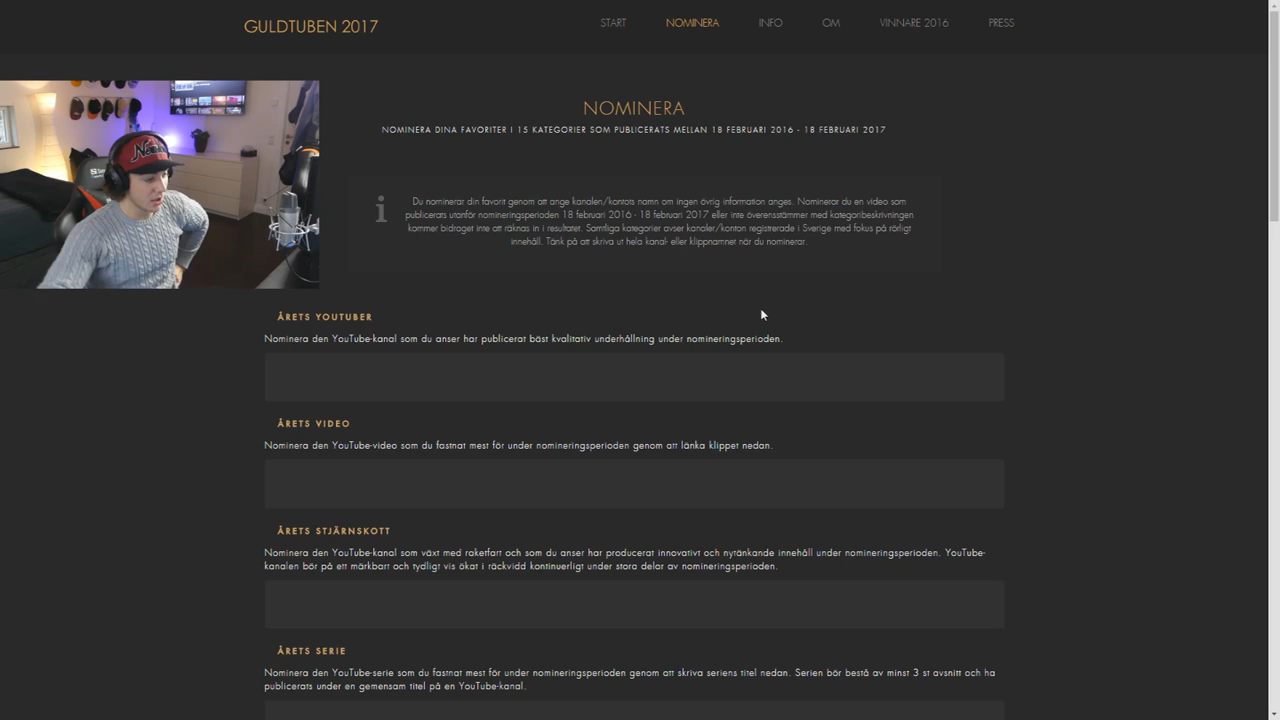 GULDTUBEN 2017
START NOMINERA INFO OM VINNARE 2016 PRESS
NOMINERA
NOMINERA DINA FAVORITER I 15 KATEGORIER SOM PUBLICERATS MELLAN 18 FEBRUARI 2016 - 18 FEBRUARI 2017
i
Du nominerar din favorit genom att ange kanalen/kontots namn om ingen övrig information anges. Nominerar du en video som
publicerats utanför nomineringsperioden 18 februari 2016 - 18 februari 2017 eller inte överensstämmer med kategoribeskrivningen
kommer bidraget inte att räknas in i resultatet. Samtliga kategorier avser kanaler/konton registrerade i Sverige med fokus på rörligt
innehåll. Tänk på att skriva ut hela kanal- eller klippnamnet när du nominerar.
ÅRETS YOUTUBER
Nominera den YouTube-kanal som du anser har publicerat bäst kvalitativ underhållning under nomineringsperioden.
ÅRETS VIDEO
Nominera den YouTube-video som du fastnat mest för under nomineringsperioden genom att länka klippet nedan.
ÅRETS STJÄRNSKOTT
Nominera den YouTube-kanal som växt med raketfart och som du anser har producerat innovativt och nytänkande innehåll under nomineringsperioden. YouTube-
kanalen bör på ett märkbart och tydligt vis ökat i räckvidd kontinuerligt under stora delar av nomineringsperioden.
ÅRETS SERIE
Nominera den YouTube-serie som du fastnat mest för under nomineringsperioden genom att skriva seriens titel nedan. Serien bör bestå av minst 3 st avsnitt och ha
publicerats under en gemensam titel på en YouTube-kanal.